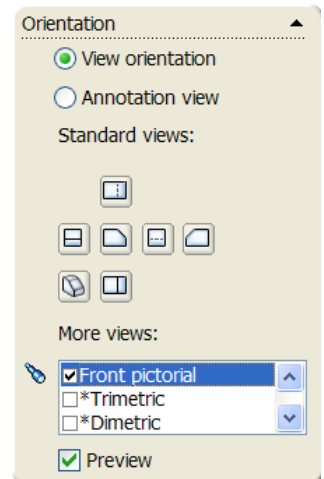 Orientation
View orientation
Annotation view
Standard views:
More views:
Front pictorial
*Trimetric
*Dimetric
Preview